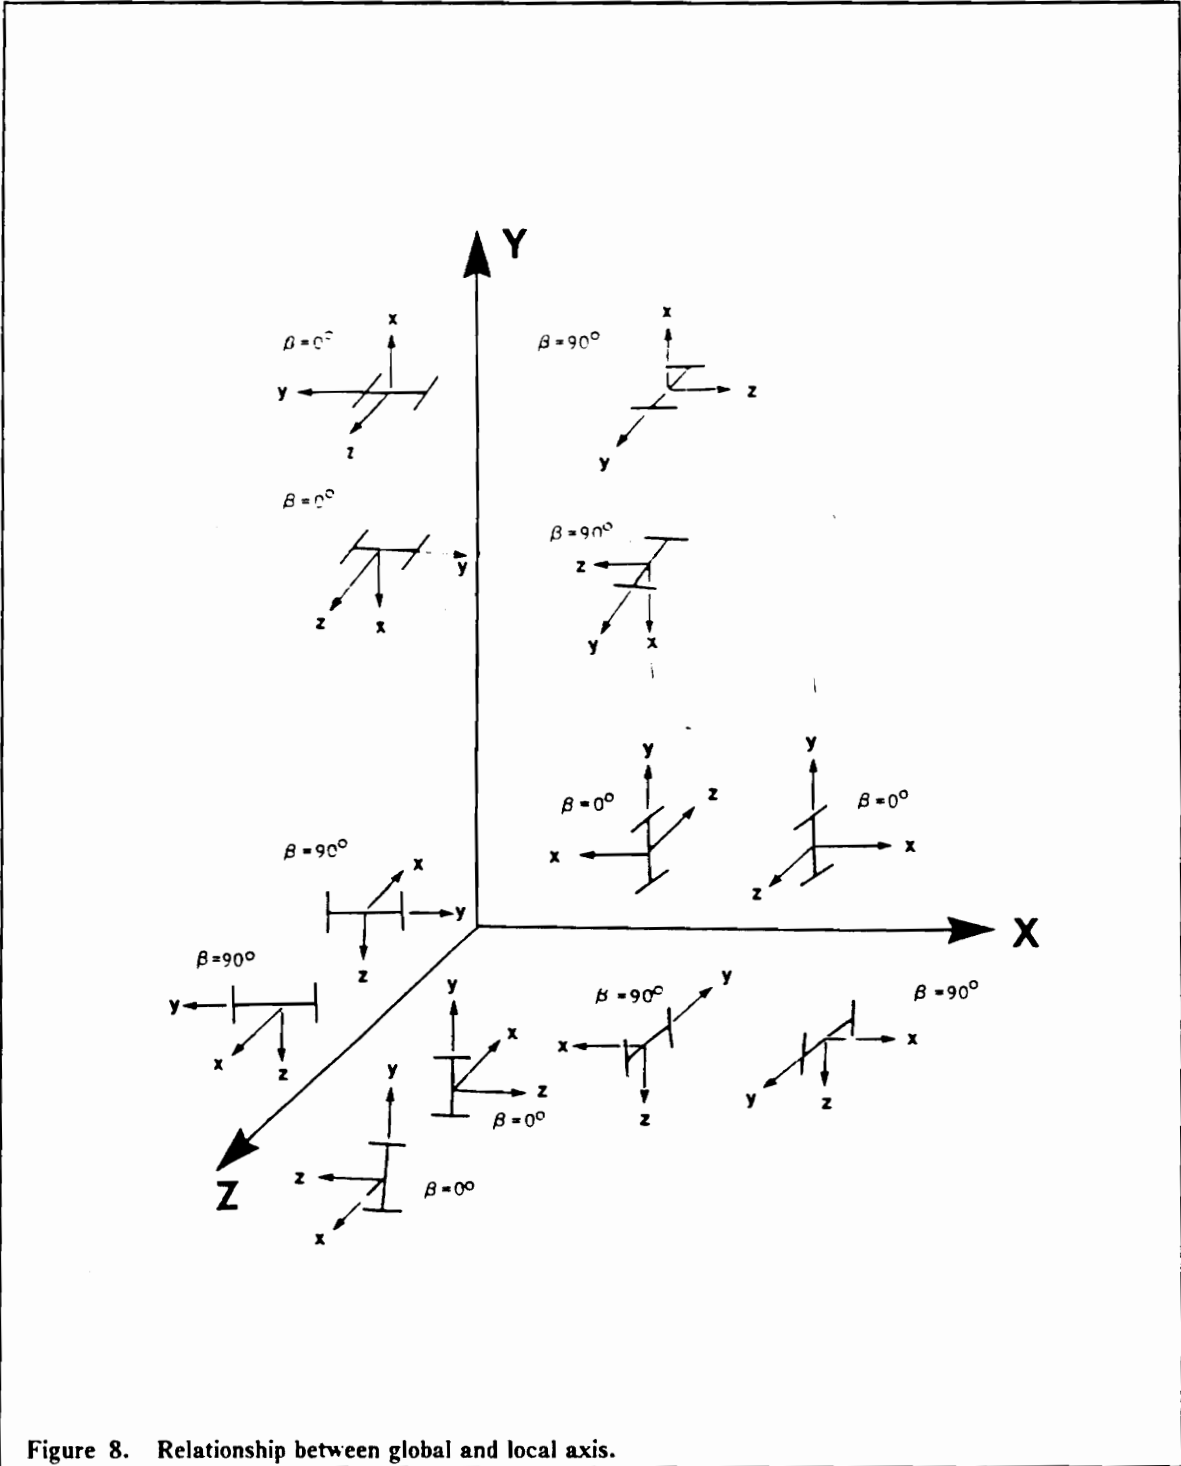 Y
x
β = 0°
β = 90°
x
y
z
z
y
β = 0°
β = 90°
z
y
z
x
y
x
y
y
z
β = 0°
β = 0°
β = 90°
x
x
x
z
y
X
β = 90°
z
y
y
y
β = 90°
β = 90°
x
z
x
x
x
y
z
β = 0°
z
y
z
z
Z
z
β = 0°
x
Figure 8. Relationship between global and local axis.